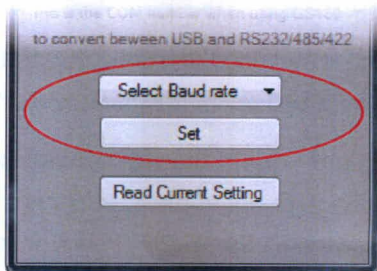 to convert beween USB and RS232/485/422
Select Baud rate
Set
Read Current Setting